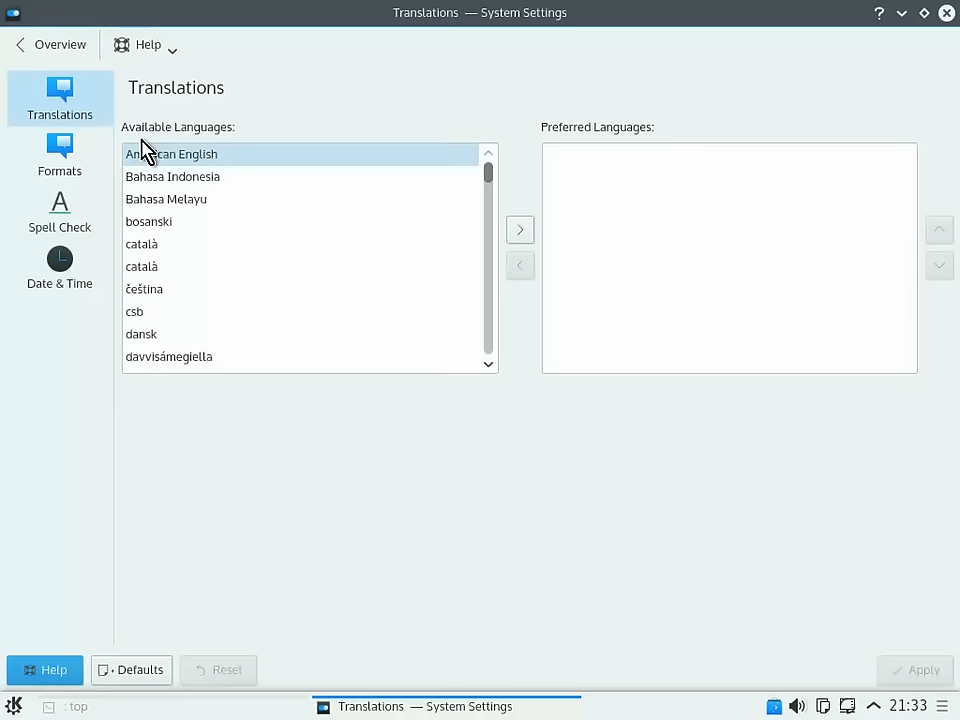 Translations — System Settings
?
Overview
Help
Translations
Formats
Spell Check
Date & Time
Translations
Available Languages:
American English
Bahasa Indonesia
Bahasa Melayu
bosanski
català
català
čeština
csb
dansk
davvisámegiella
Preferred Languages:
Help
Defaults
Reset
Apply
: top
Translations — System Settings
21:33